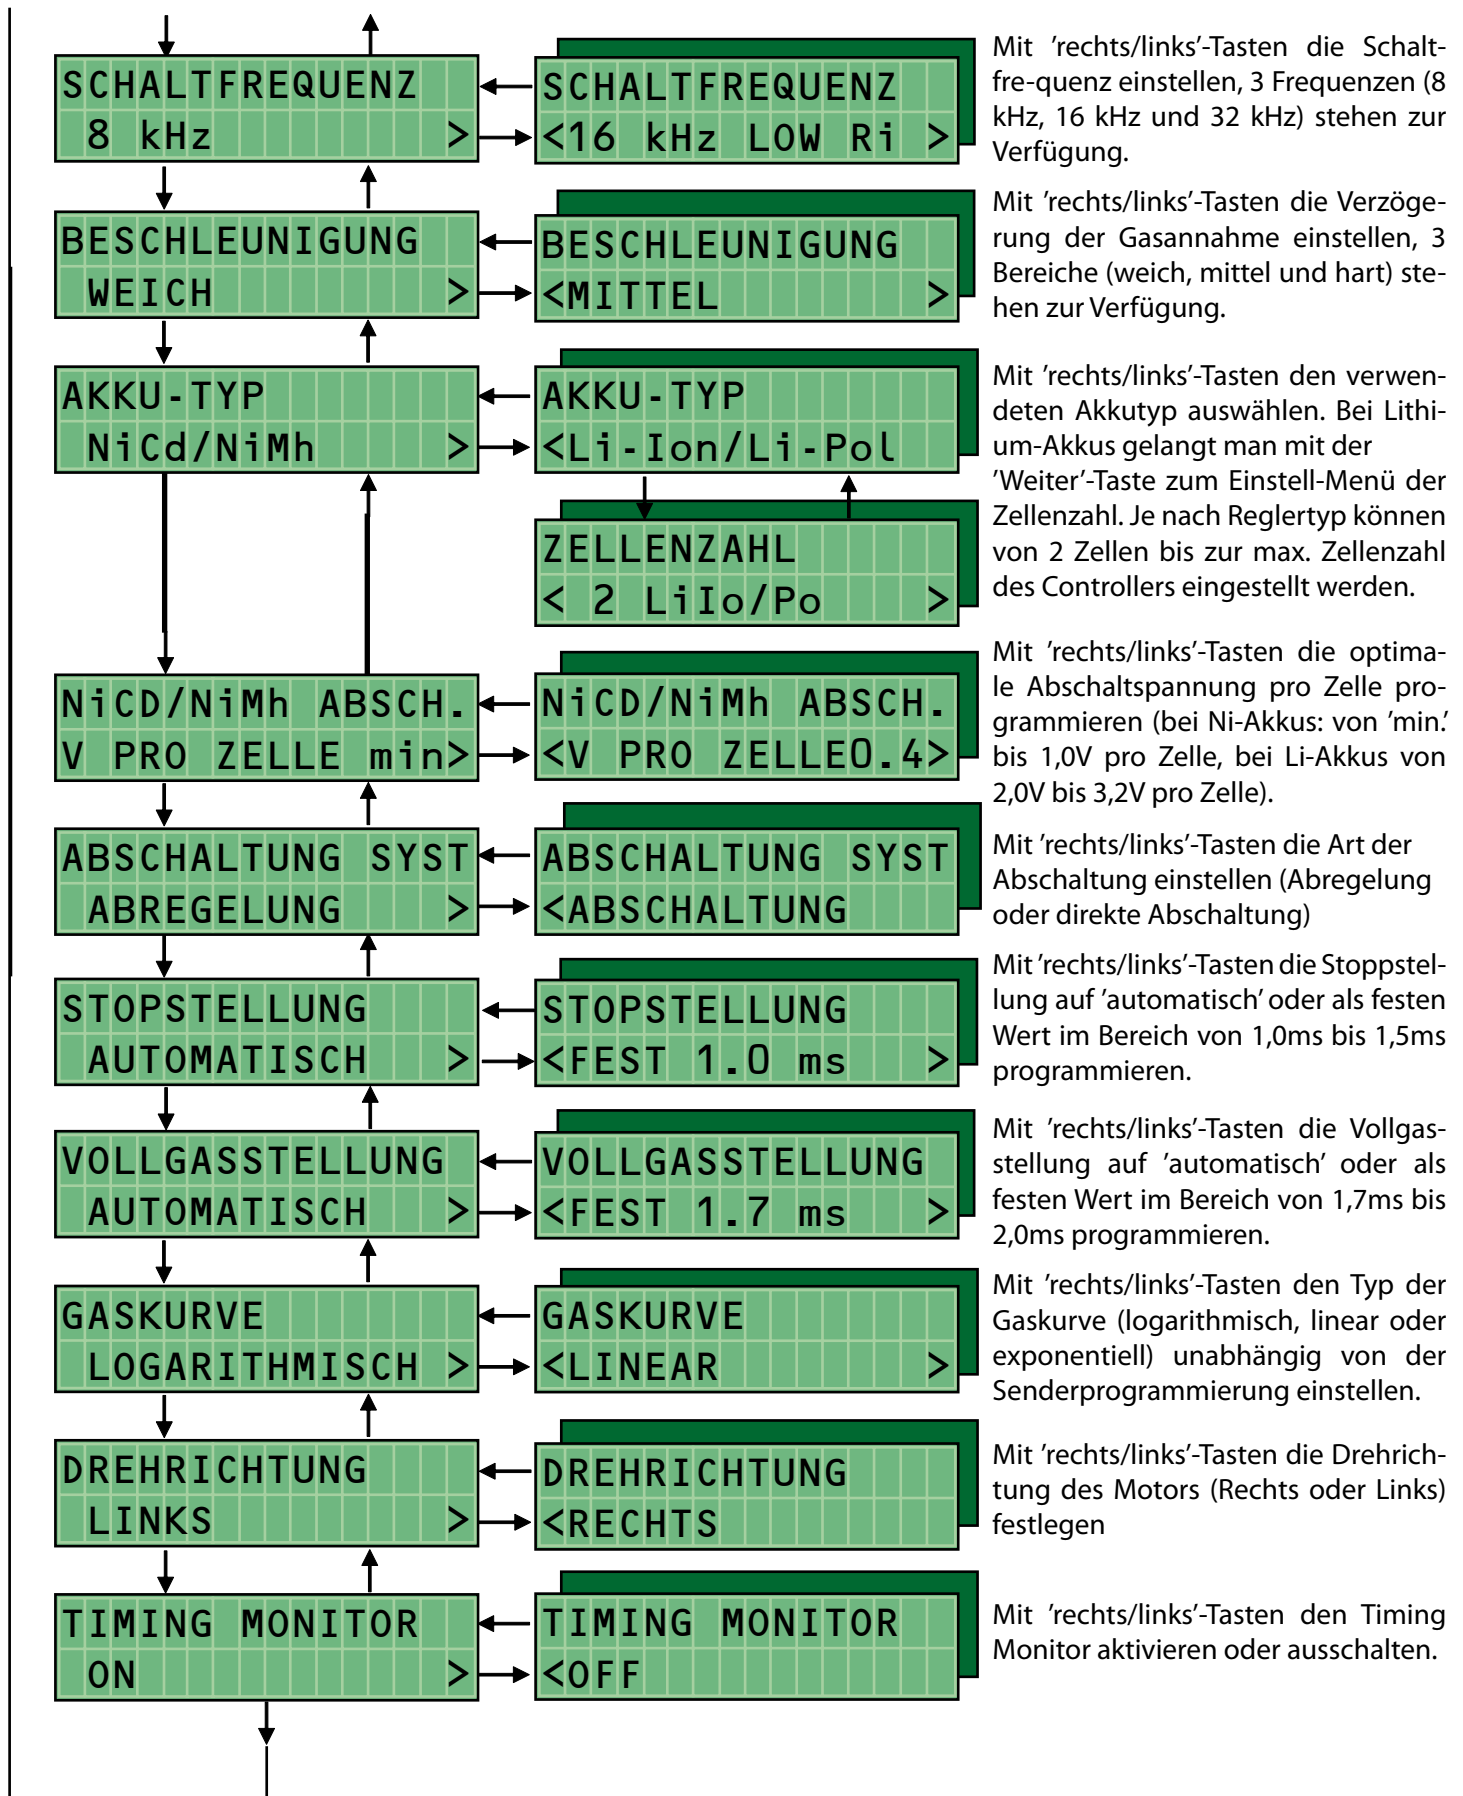 SCHALTFREQUENZ
8 kHz >
SCHALTFREQUENZ
<16 kHz LOW Ri >
Mit ’rechts/links’-Tasten die Schalt-
fre-quenz einstellen, 3 Frequenzen (8
kHz, 16 kHz und 32 kHz) stehen zur
Verfügung.
BESCHLEUNIGUNG
WEICH >
BESCHLEUNIGUNG
<MITTEL >
Mit ’rechts/links’-Tasten die Verzöge-
rung der Gasannahme einstellen, 3
Bereiche (weich, mittel und hart) ste-
hen zur Verfügung.
AKKU-TYP
NiCd/NiMh >
AKKU-TYP
<Li-Ion/Li-Pol
ZELLENZAHL
< 2 LiIo/Po >
Mit ’rechts/links’-Tasten den verwen-
deten Akkutyp auswählen. Bei Lithi-
um-Akkus gelangt man mit der
’Weiter’-Taste zum Einstell-Menü der
Zellenzahl. Je nach Reglertyp können
von 2 Zellen bis zur max. Zellenzahl
des Controllers eingestellt werden.
NiCD/NiMh ABSCH.
V PRO ZELLE min>
NiCD/NiMh ABSCH.
<V PRO ZELLE0.4>
Mit ’rechts/links’-Tasten die optima-
le Abschaltspannung pro Zelle pro-
grammieren (bei Ni-Akkus: von ’min.’
bis 1,0V pro Zelle, bei Li-Akkus von
2,0V bis 3,2V pro Zelle).
ABSCHALTUNG SYST
ABREGELUNG >
ABSCHALTUNG SYST
<ABSCHALTUNG
Mit ’rechts/links’-Tasten die Art der
Abschaltung einstellen (Abregelung
oder direkte Abschaltung)
STOPSTELLUNG
AUTOMATISCH >
STOPSTELLUNG
<FEST 1.0 ms >
Mit ’rechts/links’-Tasten die Stoppstel-
lung auf ’automatisch’ oder als festen
Wert im Bereich von 1,0ms bis 1,5ms
programmieren.
VOLLGASSTELLUNG
AUTOMATISCH >
VOLLGASSTELLUNG
<FEST 1.7 ms >
Mit ’rechts/links’-Tasten die Vollgas-
stellung auf ’automatisch’ oder als
festen Wert im Bereich von 1,7ms bis
2,0ms programmieren.
GASKURVE
LOGARITHMISCH >
GASKURVE
<LINEAR >
Mit ’rechts/links’-Tasten den Typ der
Gaskurve (logarithmisch, linear oder
exponentiell) unabhängig von der
Senderprogrammierung einstellen.
DREHRICHTUNG
LINKS >
DREHRICHTUNG
<RECHTS
Mit ’rechts/links’-Tasten die Drehrich-
tung des Motors (Rechts oder Links)
festlegen
TIMING MONITOR
ON >
TIMING MONITOR
<OFF
Mit ’rechts/links’-Tasten den Timing
Monitor aktivieren oder ausschalten.